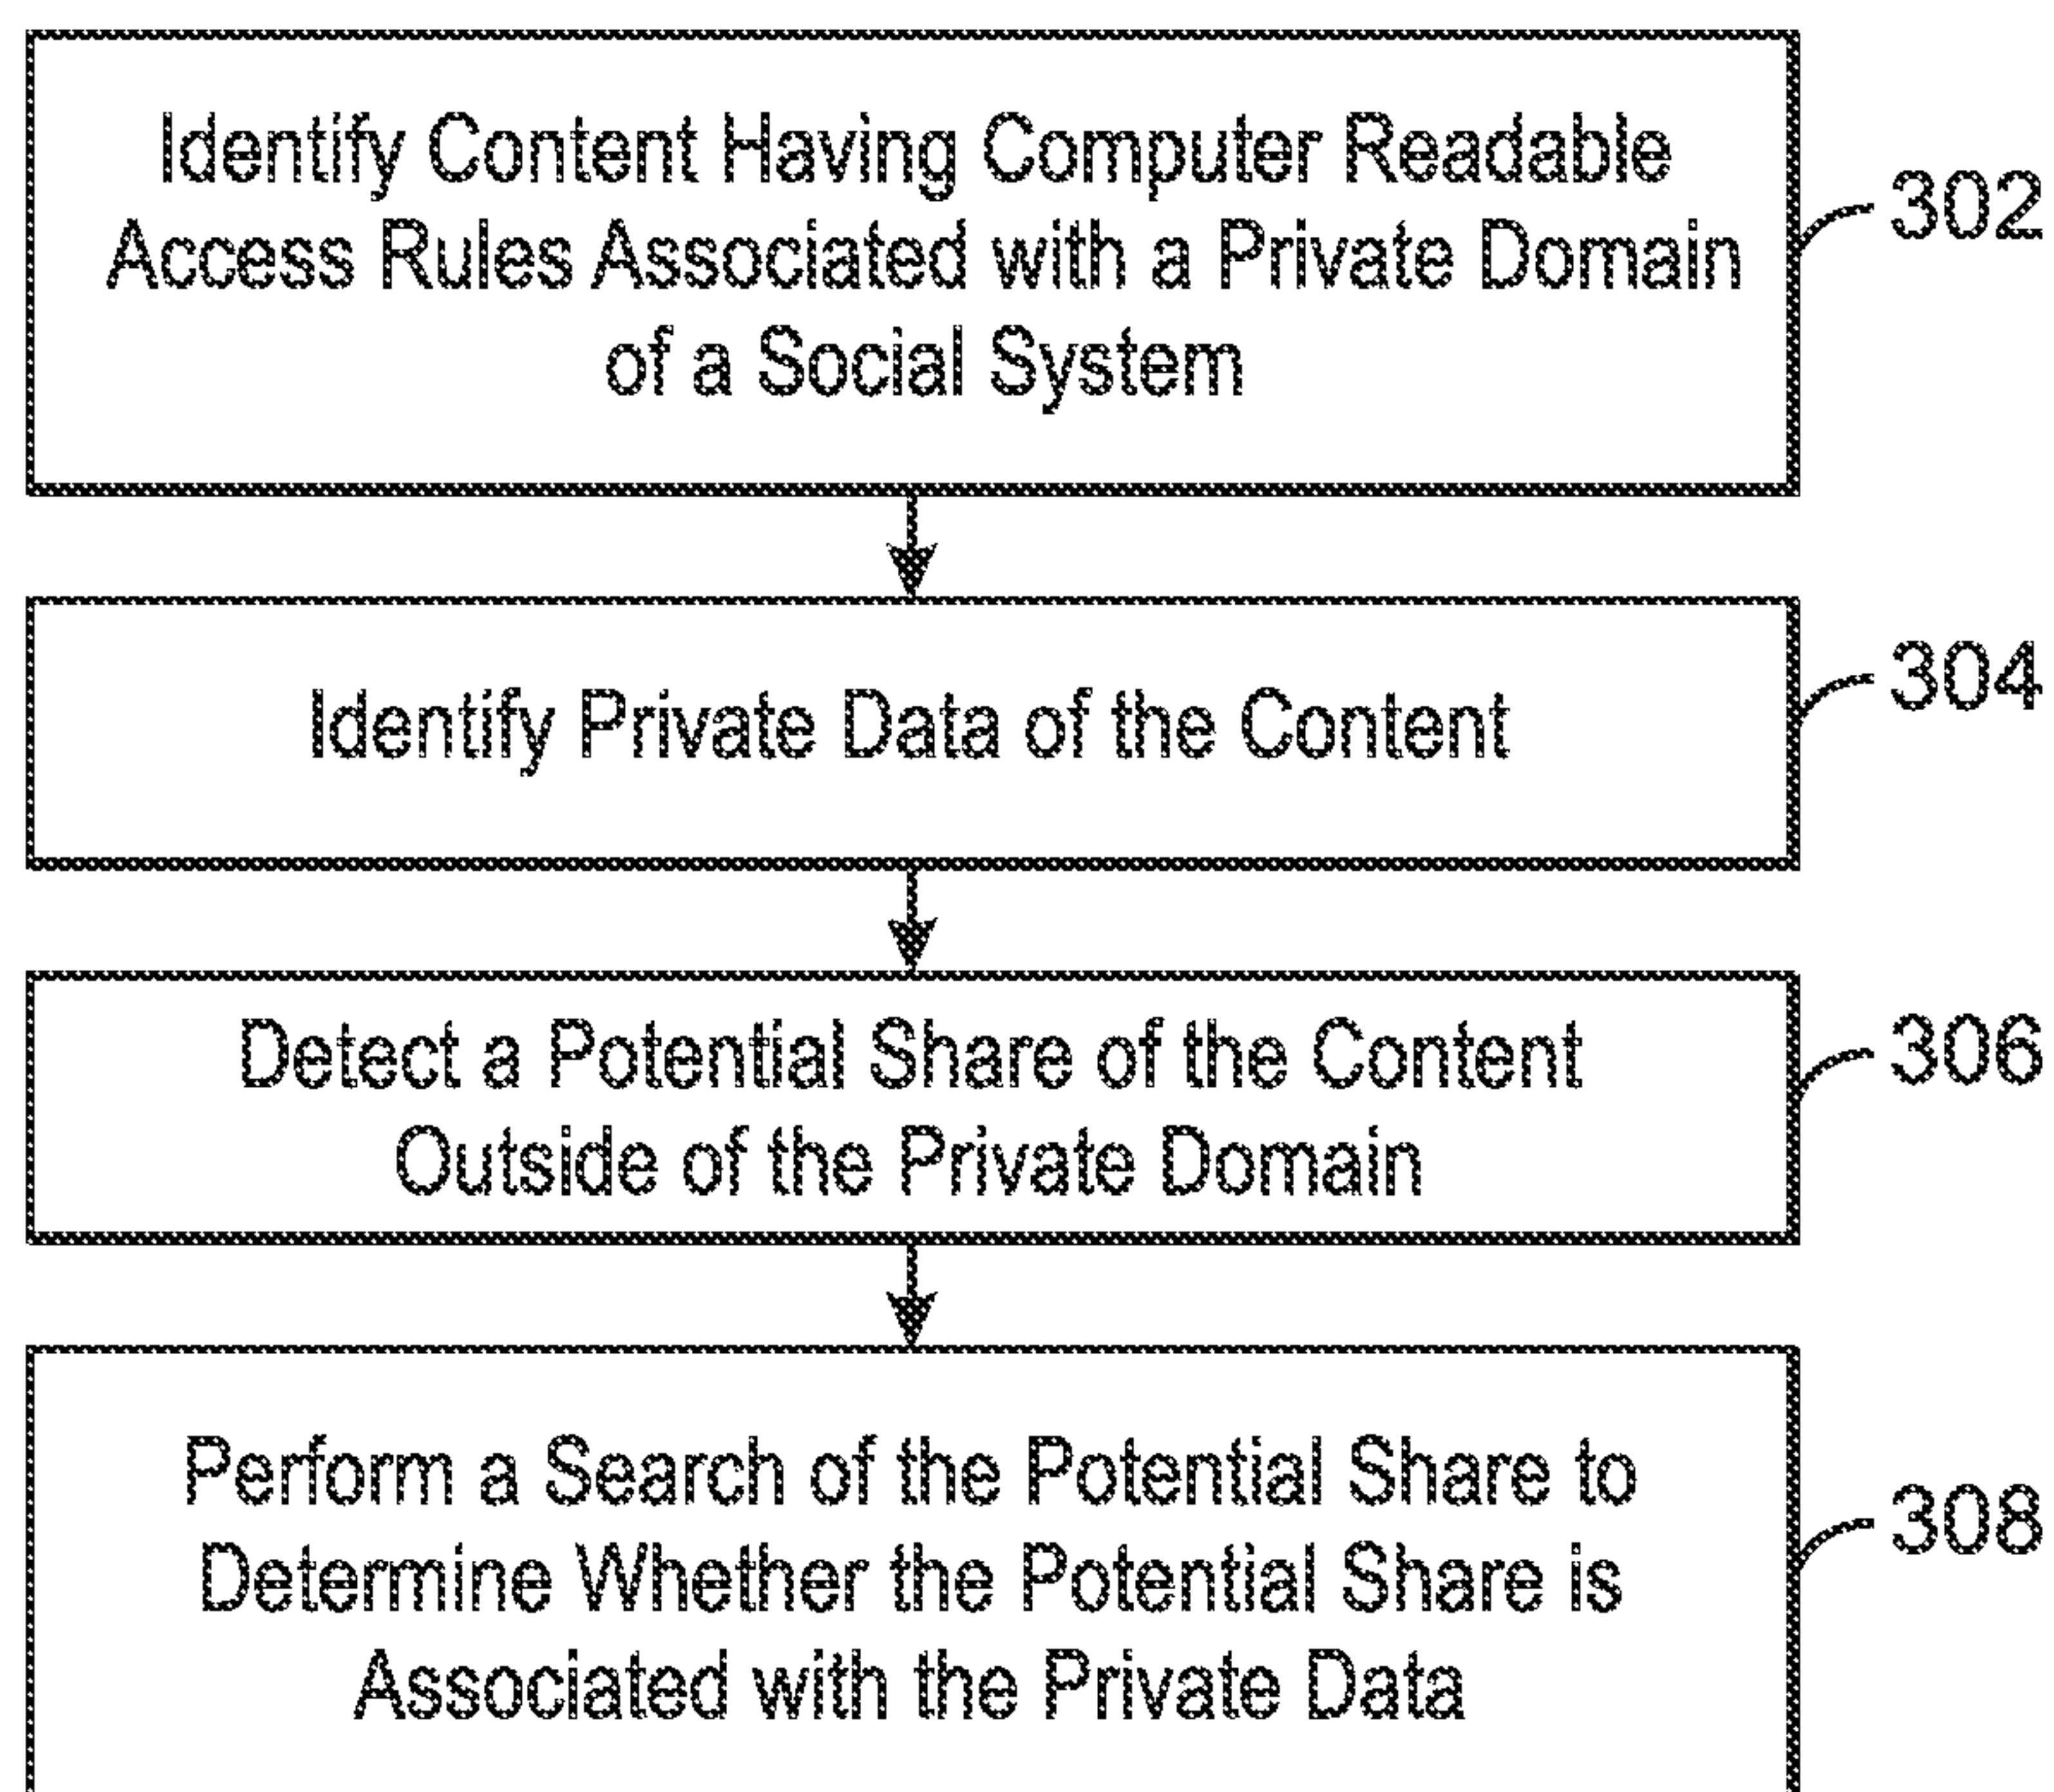 Identify Content Having Computer Readable
Access Rules Associated with a Private Domain
of a Social System
302
Identify Private Data of the Content
304
Detect a Potential Share of the Content
Outside of the Private Domain
306
Perform a Search of the Potential Share to
Determine Whether the Potential Share is
Associated with the Private Data
308